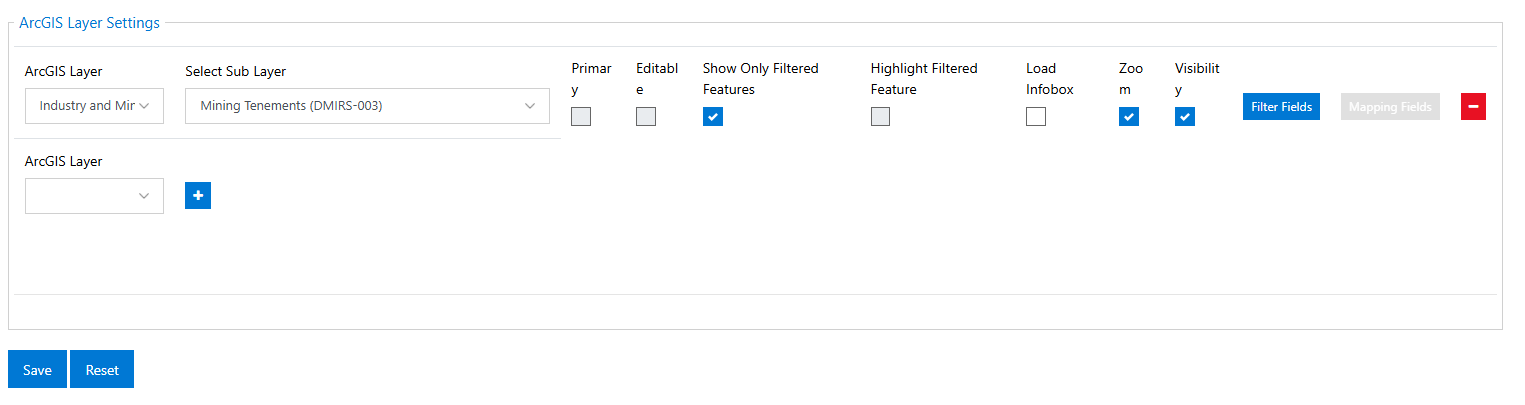 ArcGIS Layer Settings
ArcGIS Layer
Select Sub Layer
Primar
y
Editabl
e
Show Only Filtered
Features
Highlight Filtered
Feature
Load
Infobox
Zoo
m
Visibilit
y
Industry and Mir
Mining Tenements (DMIRS-003)
Filter Fields
Mapping Fields
ArcGIS Layer
Save
Reset